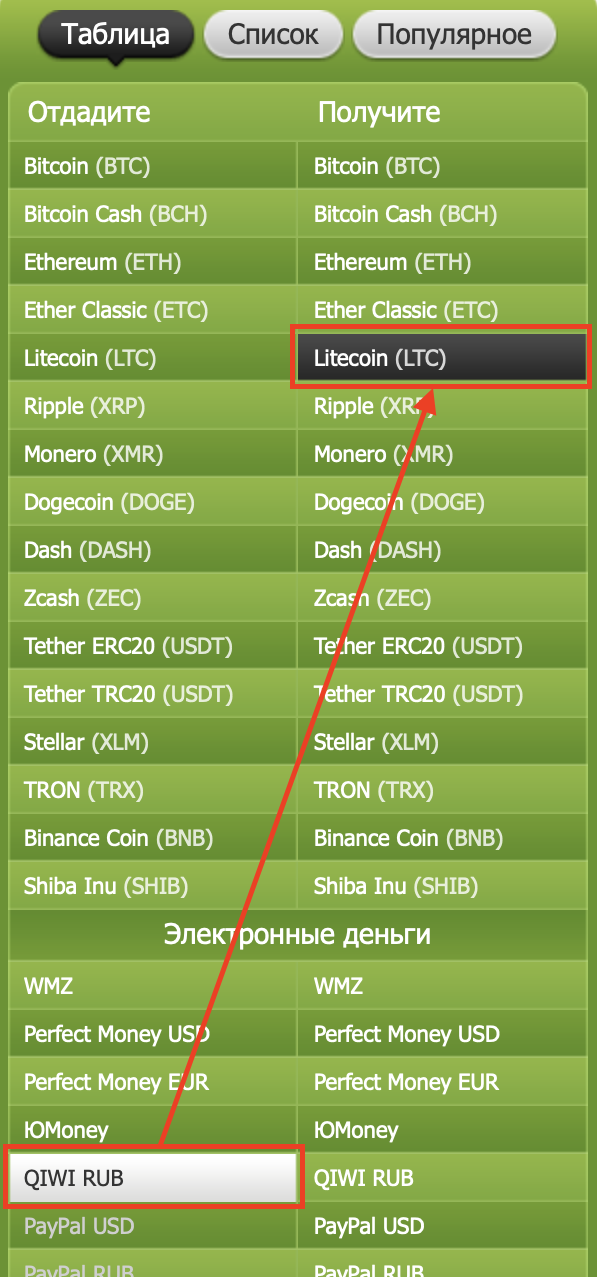 Таблица Список Популярное
Отдадите Получите
Bitcoin (BTC) Bitcoin (BTC)
Bitcoin Cash (BCH) Bitcoin Cash (BCH)
Ethereum (ETH) Ethereum (ETH)
Ether Classic (ETC) Ether Classic (ETC)
Litecoin (LTC) Litecoin (LTC)
Ripple (XRP) Ripple (XRP)
Monero (XMR) Monero (XMR)
Dogecoin (DOGE) Dogecoin (DOGE)
Dash (DASH) Dash (DASH)
Zcash (ZEC) Zcash (ZEC)
Tether ERC20 (USDT) Tether ERC20 (USDT)
Tether TRC20 (USDT) Tether TRC20 (USDT)
Stellar (XLM) Stellar (XLM)
TRON (TRX) TRON (TRX)
Binance Coin (BNB) Binance Coin (BNB)
Shiba Inu (SHIB) Shiba Inu (SHIB)
Электронные деньги
WMZ WMZ
Perfect Money USD Perfect Money USD
Perfect Money EUR Perfect Money EUR
ЮMoney ЮMoney
QIWI RUB QIWI RUB
PayPal USD PayPal USD
PayPal RUB PayPal RUB